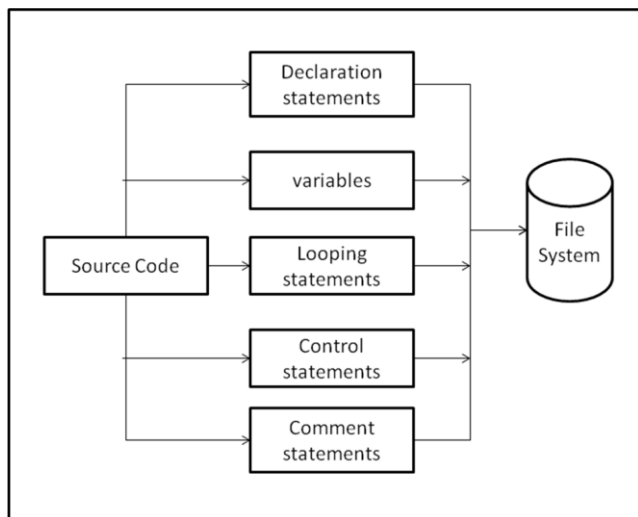 Declaration
statements
variables
Source Code
Looping
statements
Control
statements
Comment
statements
File
System